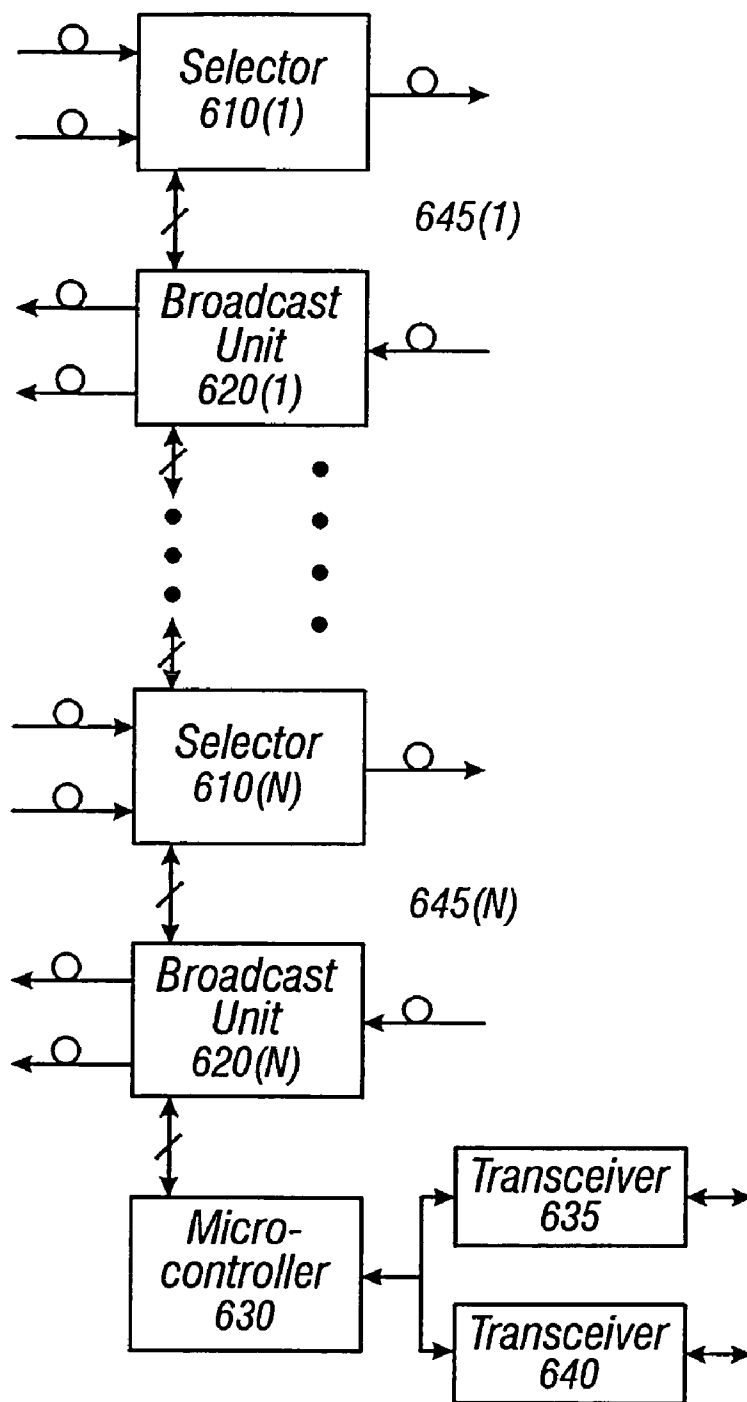 Selector
610(1)
645(1)
Broadcast
Unit
620(1)
Selector
610(N)
645(N)
Broadcast
Unit
620(N)
Micro-
controller
630
Transceiver
635
Transceiver
640